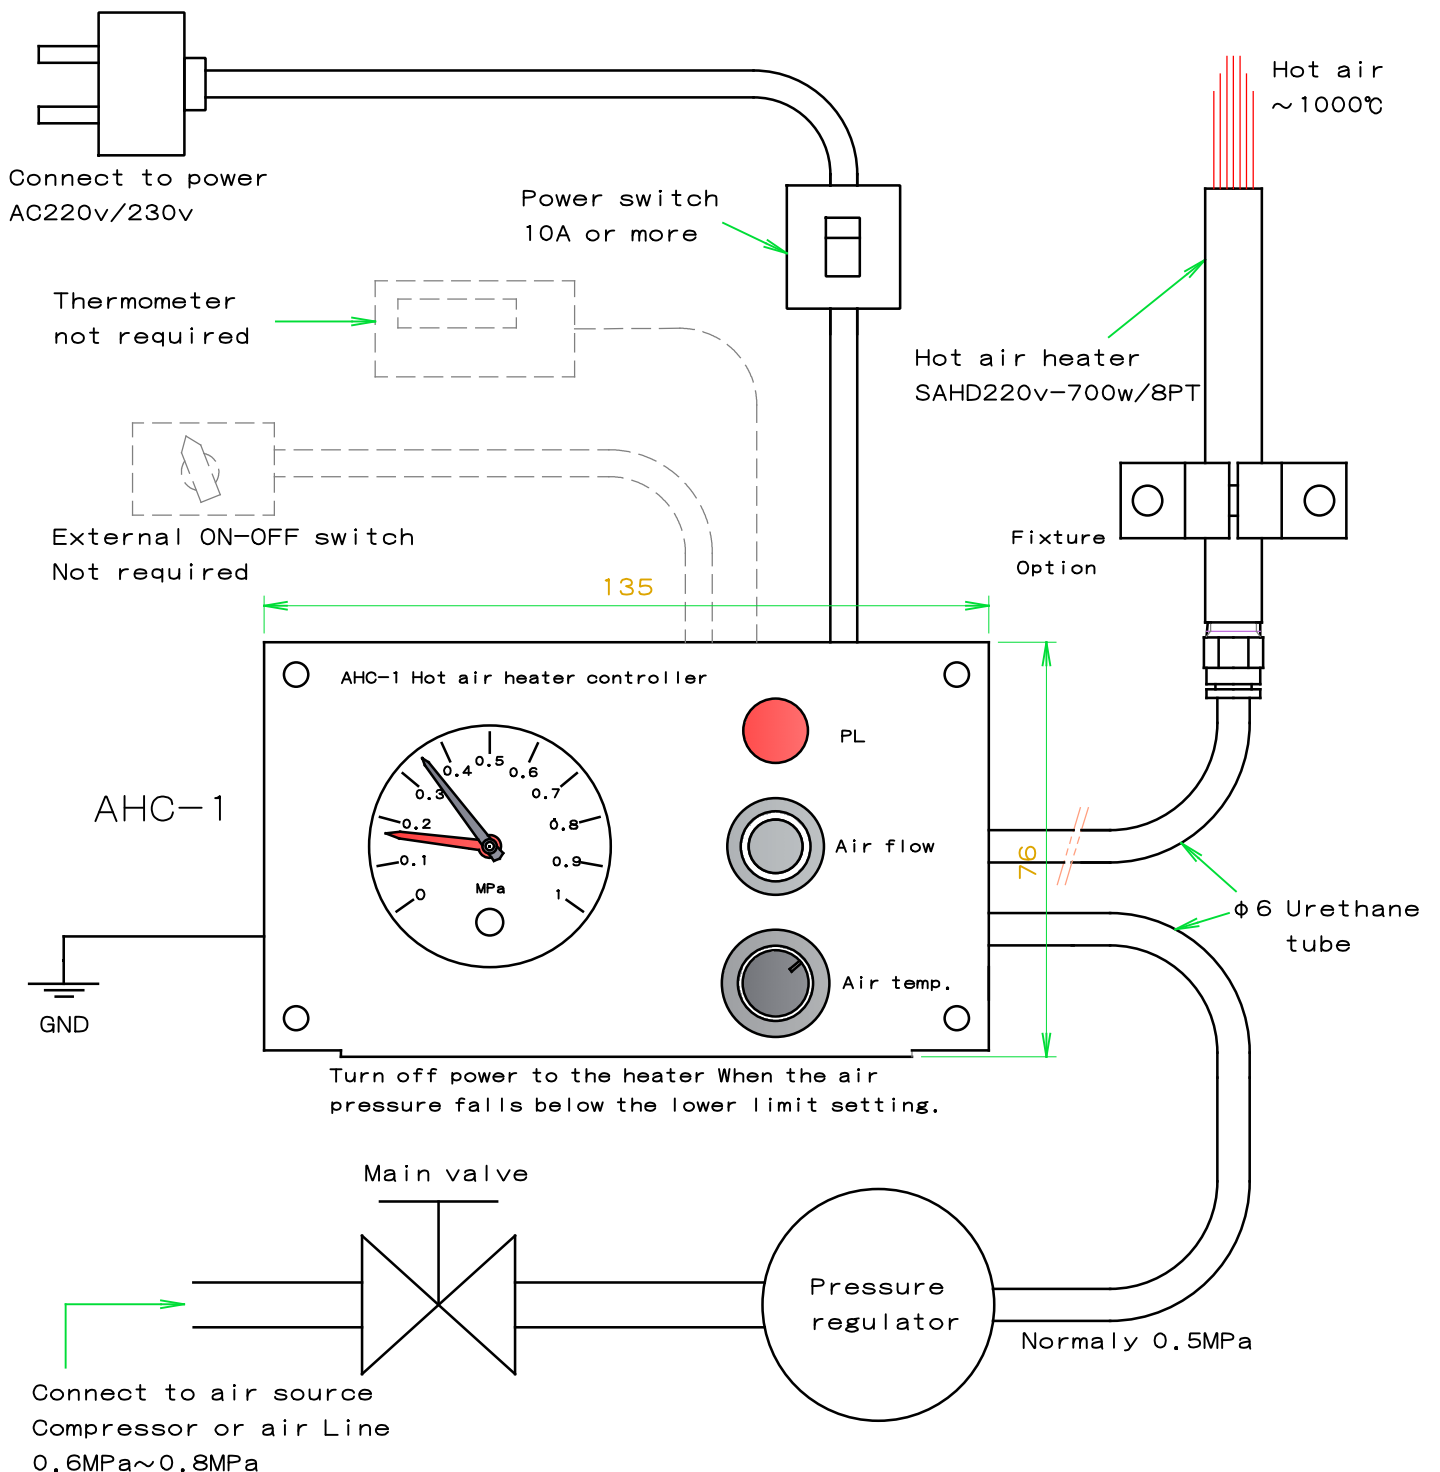 Hot air
～1000℃
Connect to power
AC220v/230v
Power switch
10A or more
Thermometer
not required
Hot air heater
SAHD220v-700w/8PT
External ON-OFF switch
Not required
Fixture
Option
135
AHC-1 Hot air heater controller
PL
0.5
0.4
0.6
0.3
0.7
0.2
0.8
0.1
0.9
0
1
MPa
AHC-1
Air flow
76
φ6 Urethane
tube
Air temp.
GND
Turn off power to the heater When the air
pressure falls below the lower limit setting.
Main valve
Pressure
regulator
Normaly 0.5MPa
Connect to air source
Compressor or air Line
0.6MPa～0.8MPa